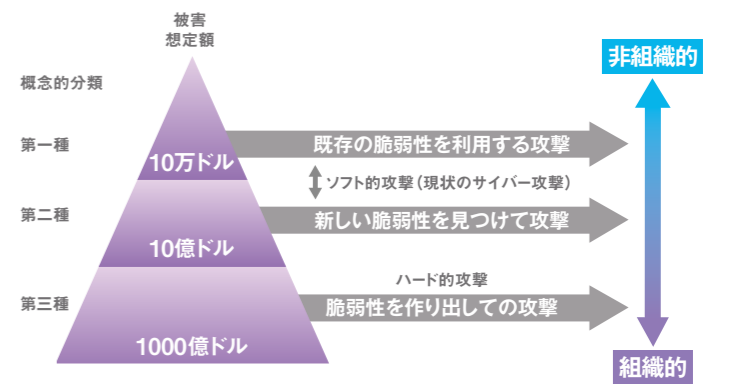 被害
想定額
非組織的
概念的分類
第一種
10万ドル
既存の脆弱性を利用する攻撃
ソフト的攻撃(現状のサイバー攻撃)
第二種
10億ドル
新しい脆弱性を見つけて攻撃
ハード的攻撃
第三種
脆弱性を作り出しての攻撃
1000億ドル
組織的